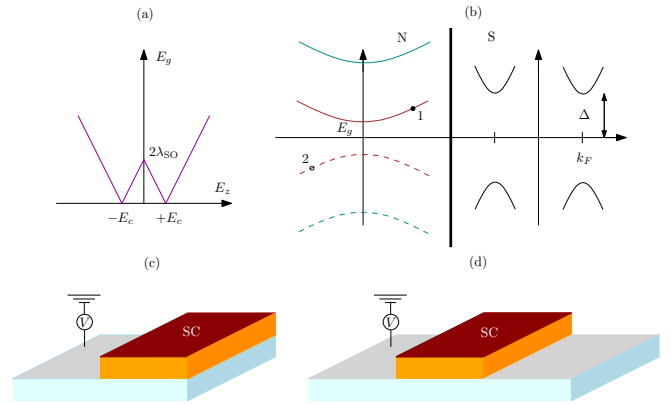 (a)
E_g
2λ_SO
E_z
−E_c
+E_c
(b)
N
S
E_g
1
2
Δ
k_F
(c)
V
SC
(d)
V
SC